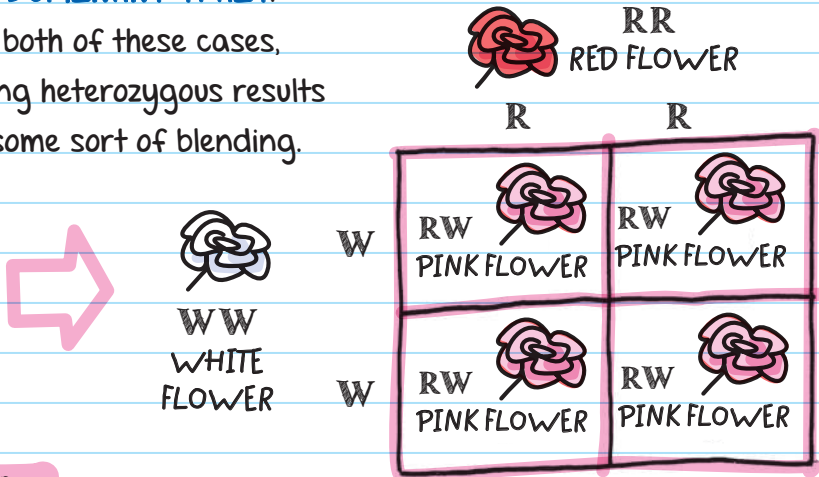 both of these cases,
heterozygous results
some sort of blending.
RR
RED FLOWER
R R
W
RW
PINK FLOWER
RW
PINK FLOWER
WW
WHITE
FLOWER
W
RW
PINK FLOWER
RW
PINK FLOWER